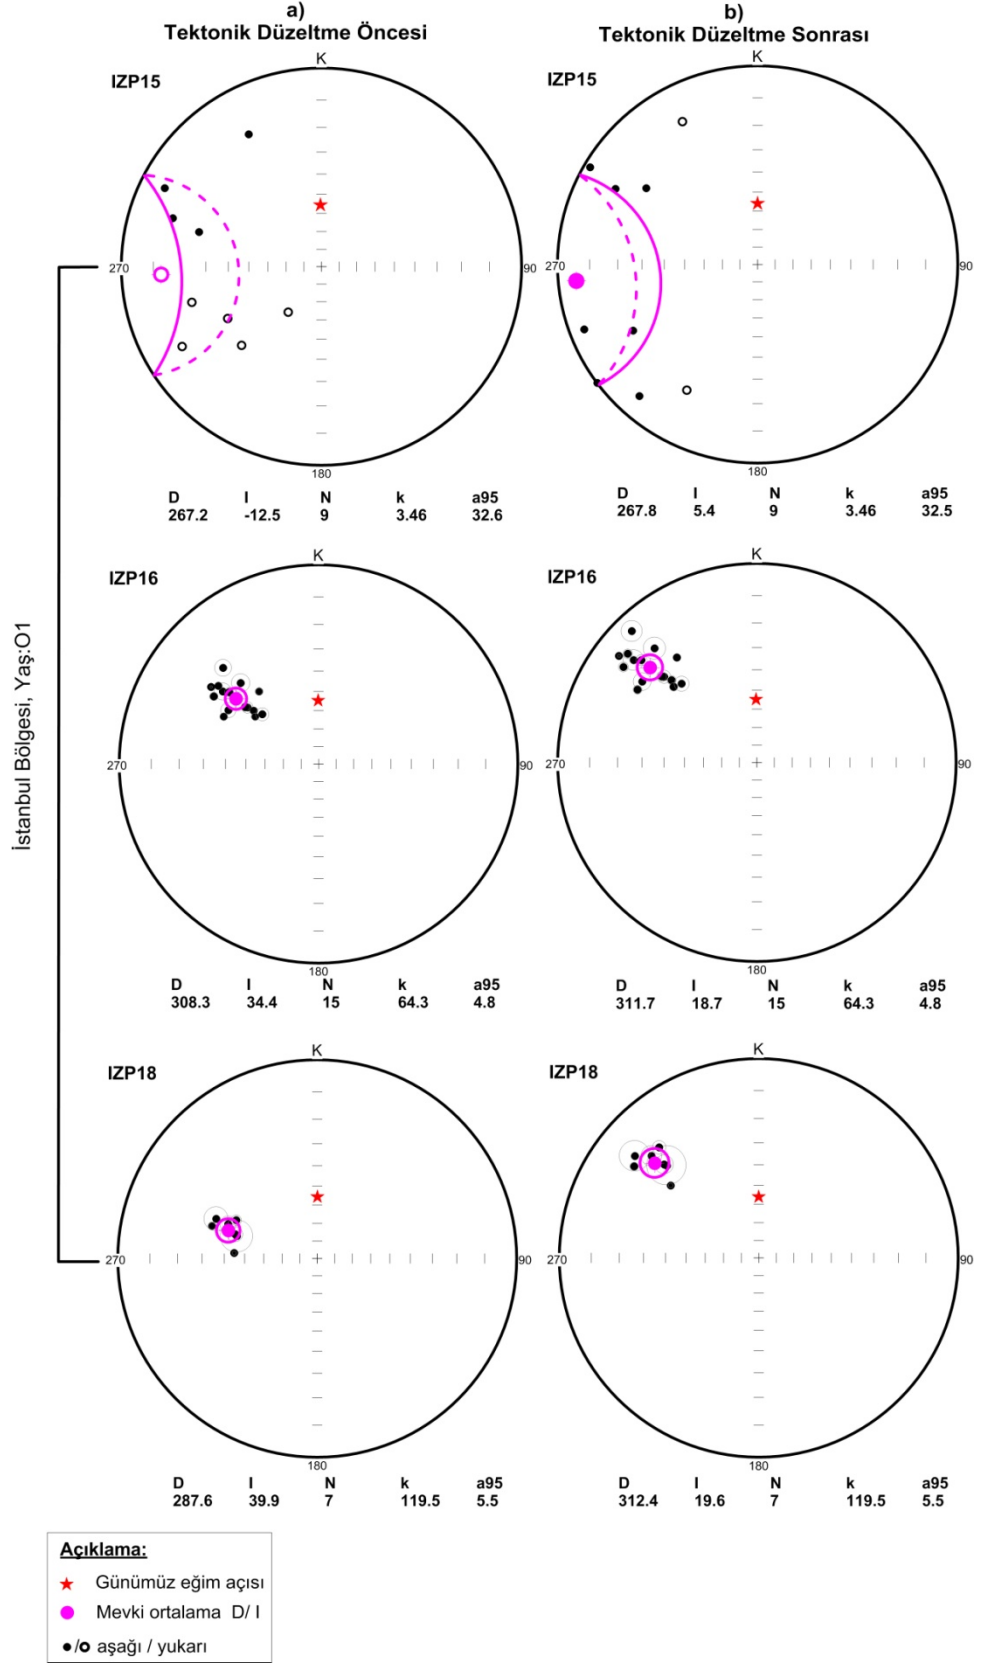 a)
Tektonik Düzeltme Öncesi
b)
Tektonik Düzeltme Sonrası
İstanbul Bölgesi, Yaş:O1
IZP15
K
270
90
180
D I N k a95
267.2 -12.5 9 3.46 32.6
IZP15
K
270
90
180
D I N k a95
267.8 5.4 9 3.46 32.5
IZP16
K
270
90
180
D I N k a95
308.3 34.4 15 64.3 4.8
IZP16
K
270
90
180
D I N k a95
311.7 18.7 15 64.3 4.8
IZP18
K
270
90
180
D I N k a95
287.6 39.9 7 119.5 5.5
IZP18
K
270
90
180
D I N k a95
312.4 19.6 7 119.5 5.5
Açıklama:
Günümüz eğim açısı
Mevki ortalama D/ I
/ aşağı / yukarı